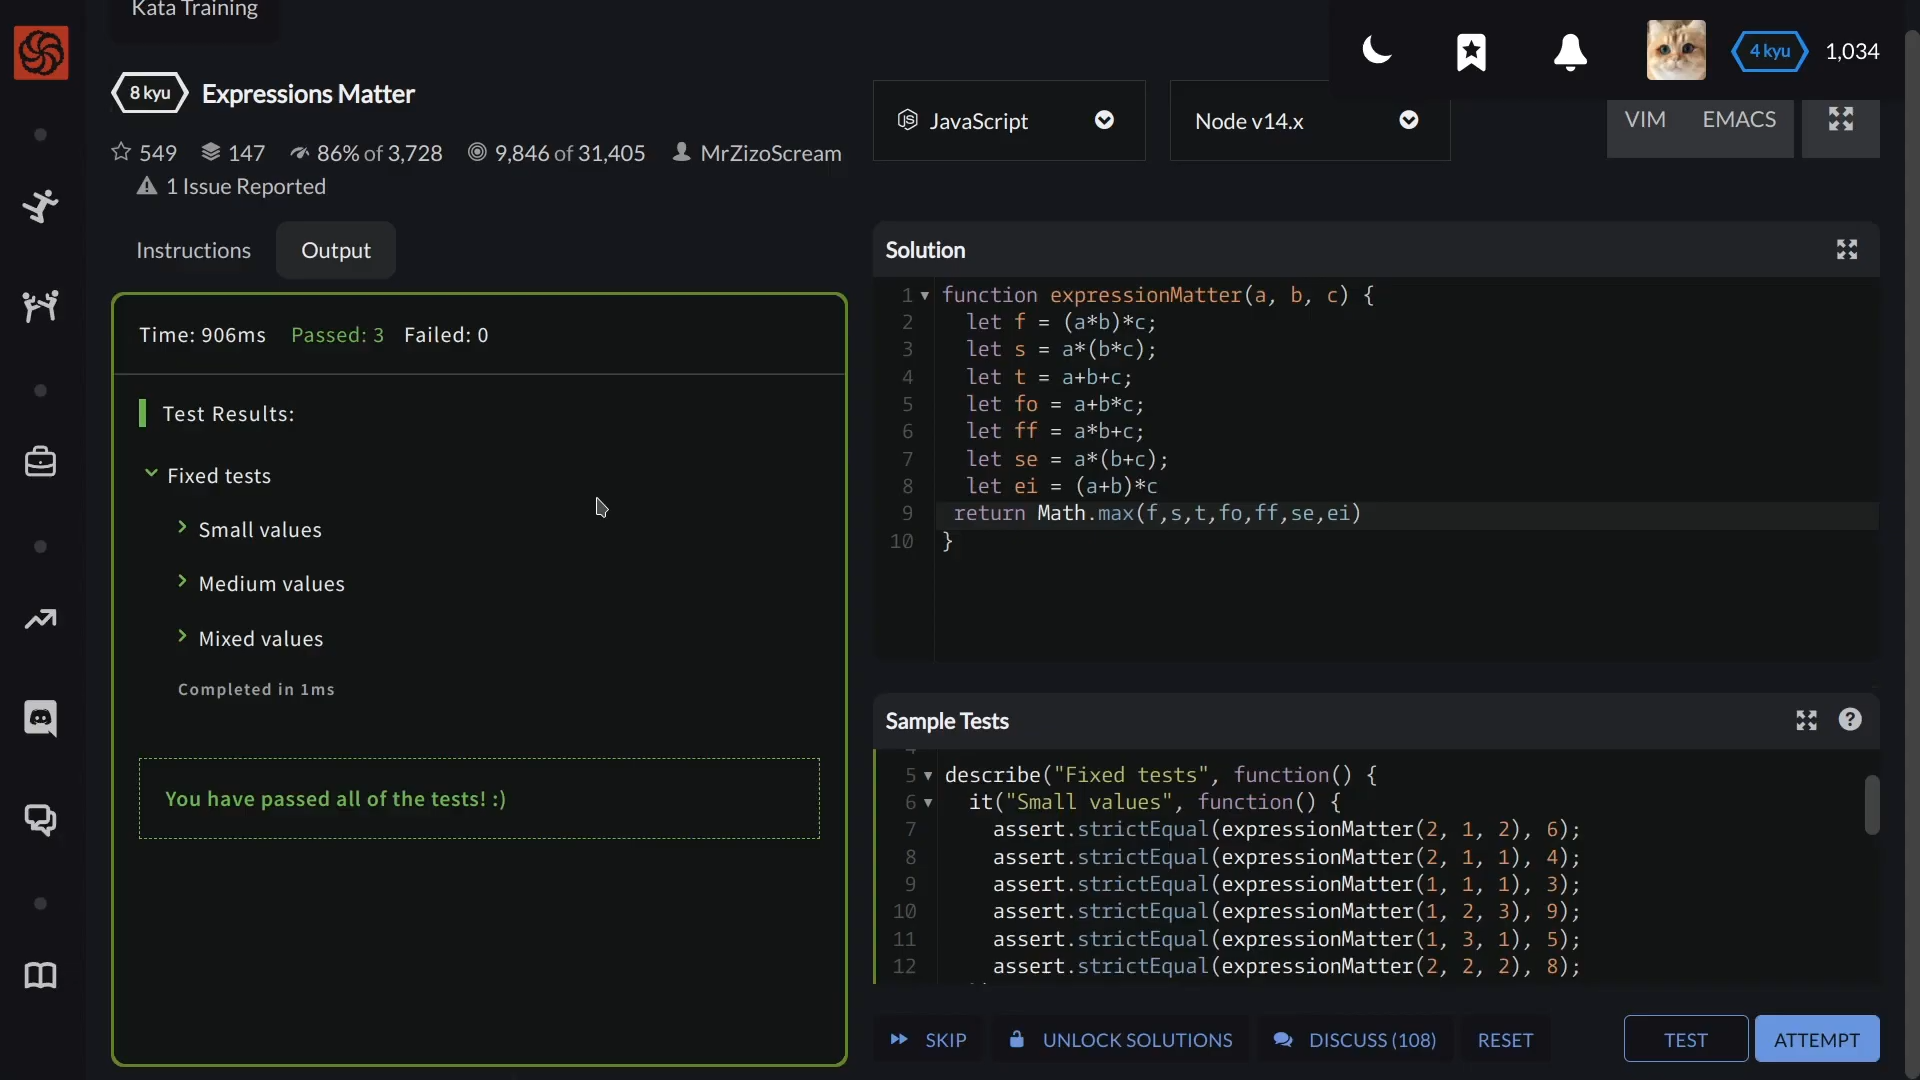 Kata Training
4 kyu
1,034
8 kyu
Expressions Matter
JavaScript
Node v14.x
VIM
EMACS
549
147
86% of 3,728
9,846 of 31,405
MrZizoScream
1 Issue Reported
Instructions
Output
Time: 906ms Passed: 3 Failed: 0
Test Results:
Fixed tests
Small values
Medium values
Mixed values
Completed in 1ms
You have passed all of the tests! :)
Solution
1 function expressionMatter(a, b, c) {
2 let f = (a*b)*c;
3 let s = a*(b*c);
4 let t = a+b+c;
5 let fo = a+b*c;
6 let ff = a*b+c;
7 let se = a*(b+c);
8 let ei = (a+b)*c
9 return Math.max(f,s,t,fo,ff,se,ei)
10 }
Sample Tests
5 describe("Fixed tests", function() {
6 it("Small values", function() {
7 assert.strictEqual(expressionMatter(2, 1, 2), 6);
8 assert.strictEqual(expressionMatter(2, 1, 1), 4);
9 assert.strictEqual(expressionMatter(1, 1, 1), 3);
10 assert.strictEqual(expressionMatter(1, 2, 3), 9);
11 assert.strictEqual(expressionMatter(1, 3, 1), 5);
12 assert.strictEqual(expressionMatter(2, 2, 2), 8);
SKIP
UNLOCK SOLUTIONS
DISCUSS (108)
RESET
TEST
ATTEMPT